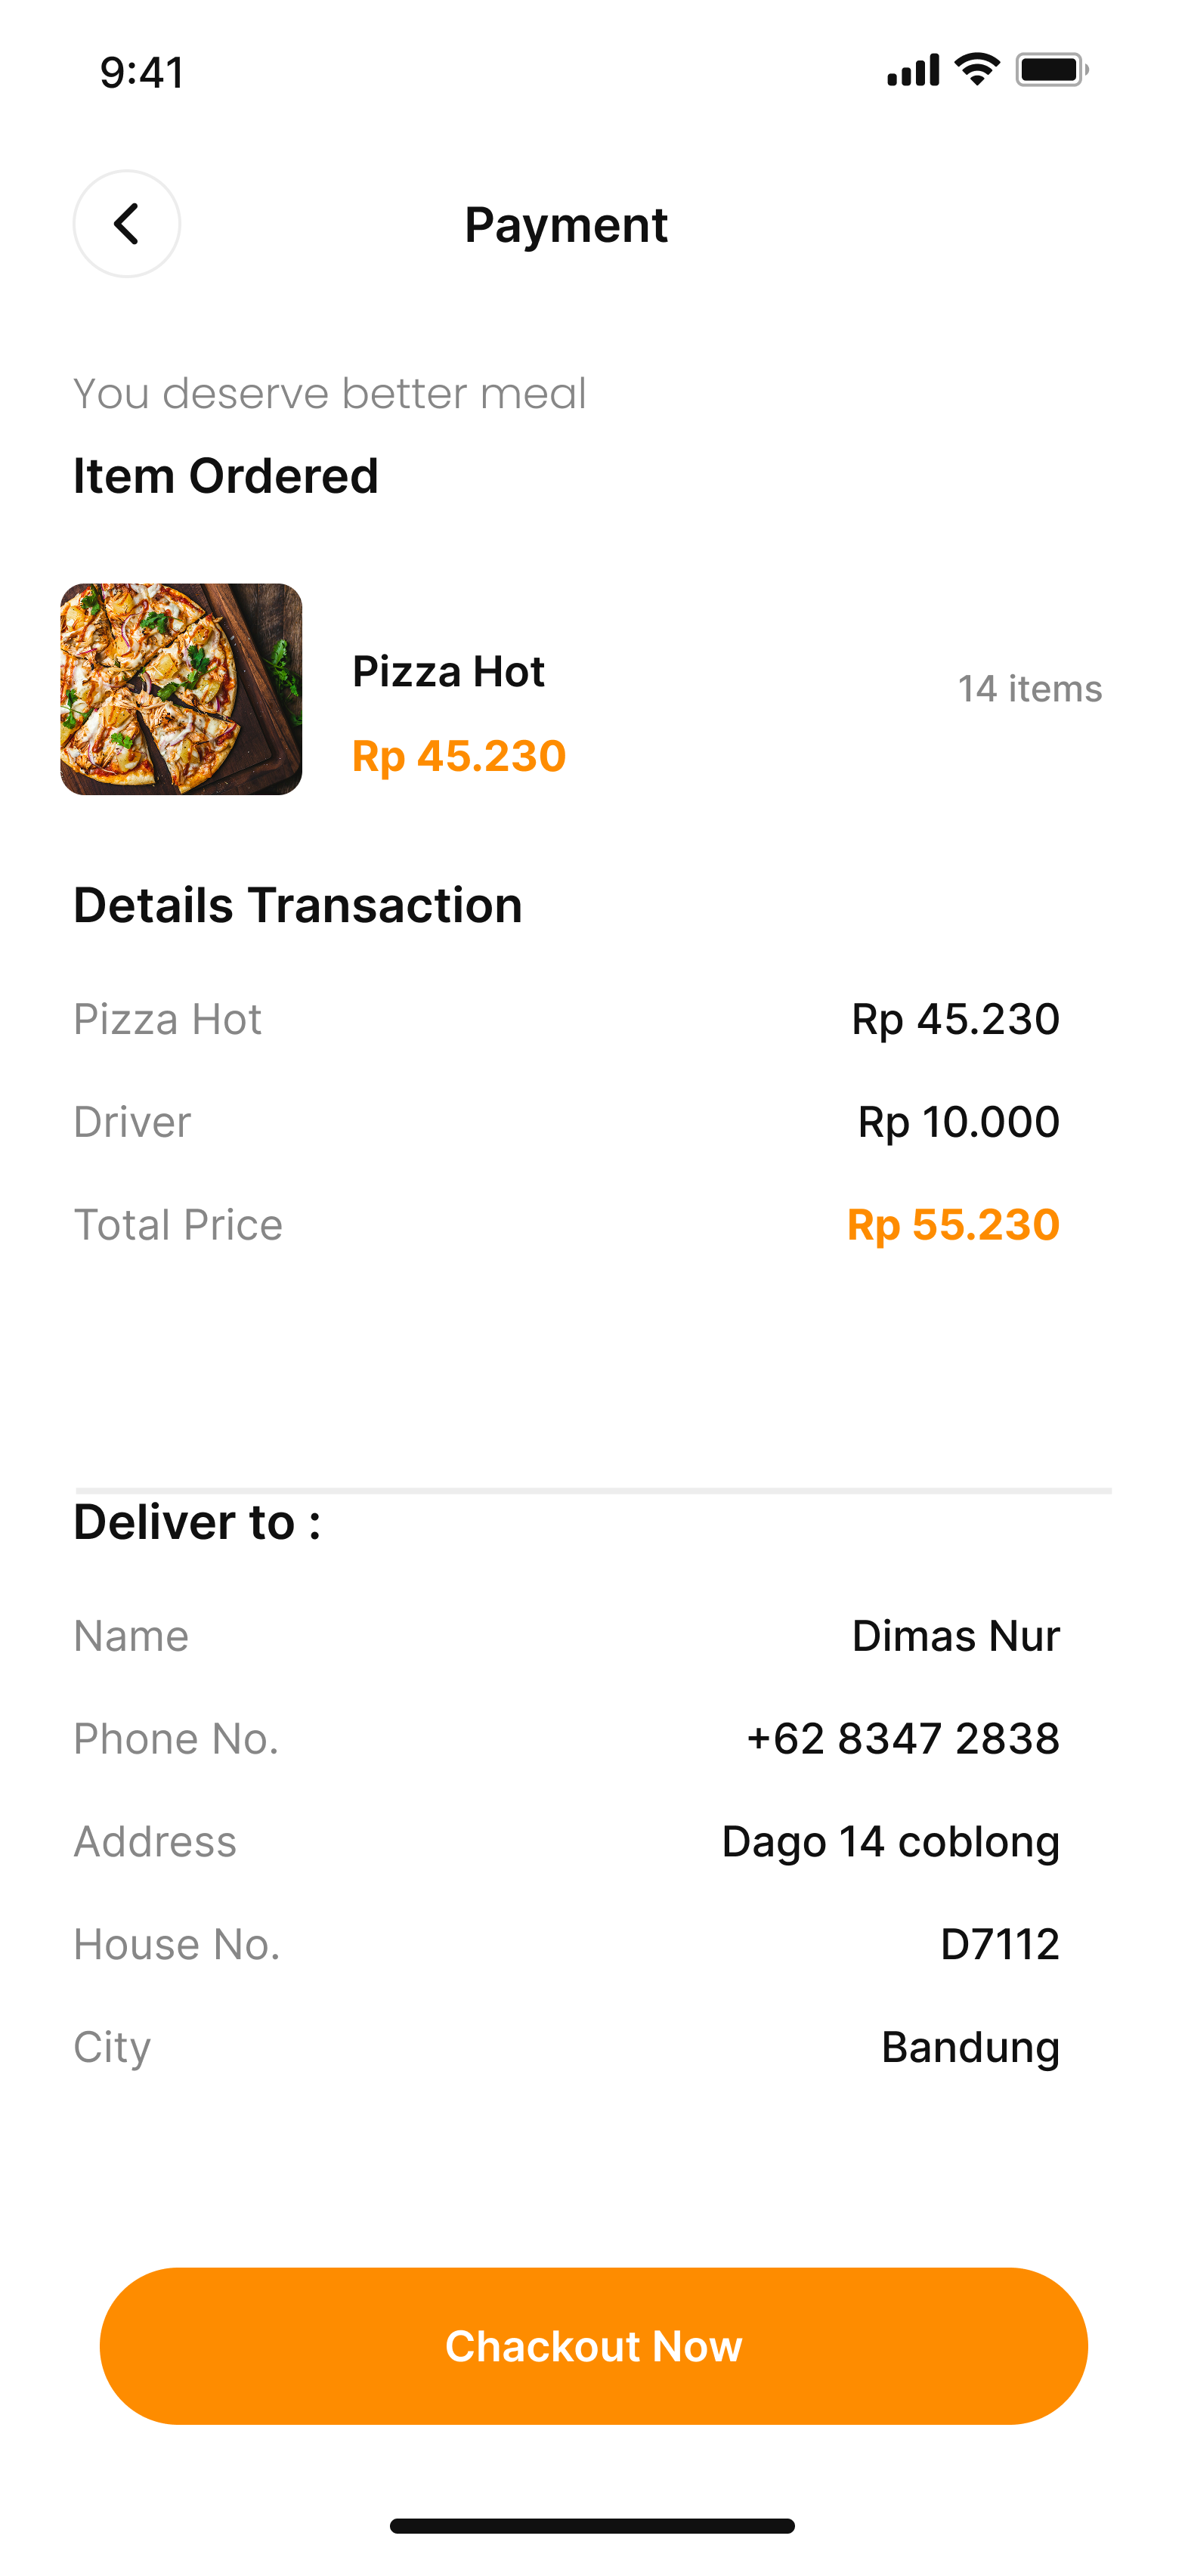 9:41
Payment
You deserve better meal
Item Ordered
Pizza Hot
14 items
Rp 45.230
Details Transaction
Pizza Hot Rp 45.230
Driver Rp 10.000
Total Price Rp 55.230
Deliver to :
Name Dimas Nur
Phone No. +62 8347 2838
Address Dago 14 coblong
House No. D7112
City Bandung
Chackout Now